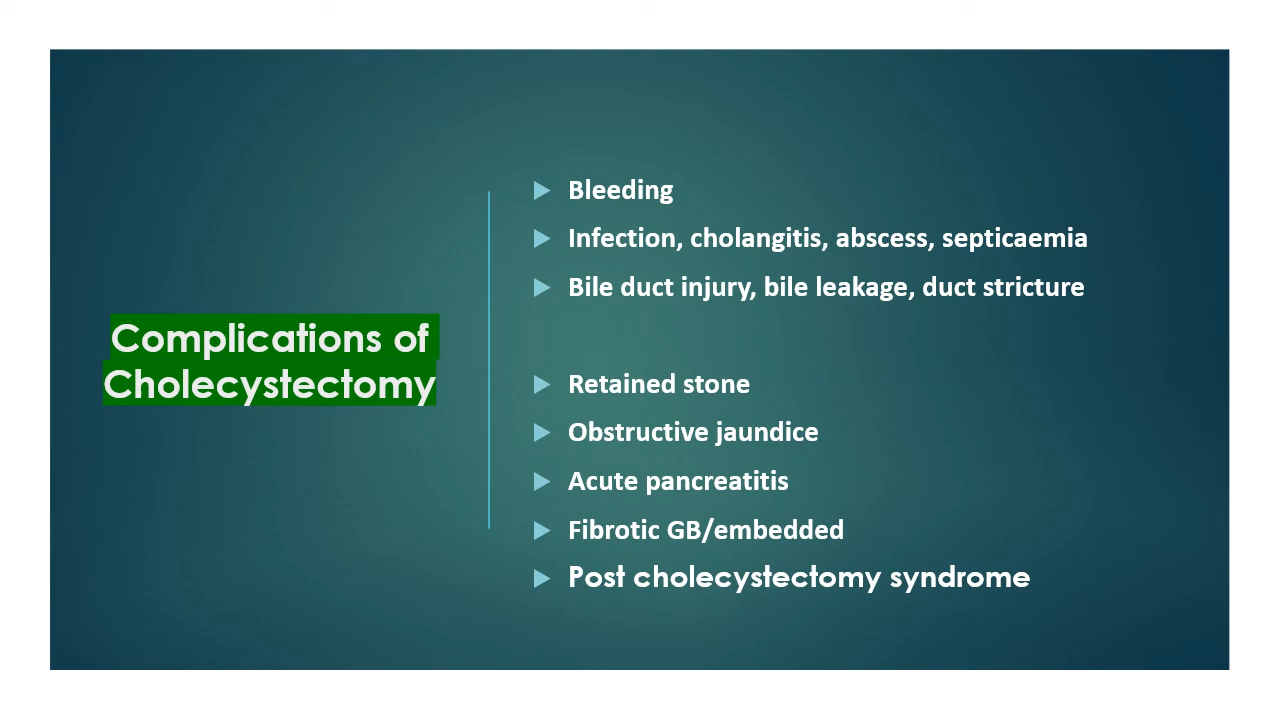 Complications of
Cholecystectomy
Bleeding
Infection, cholangitis, abscess, septicaemia
Bile duct injury, bile leakage, duct stricture
Retained stone
Obstructive jaundice
Acute pancreatitis
Fibrotic GB/embedded
Post cholecystectomy syndrome